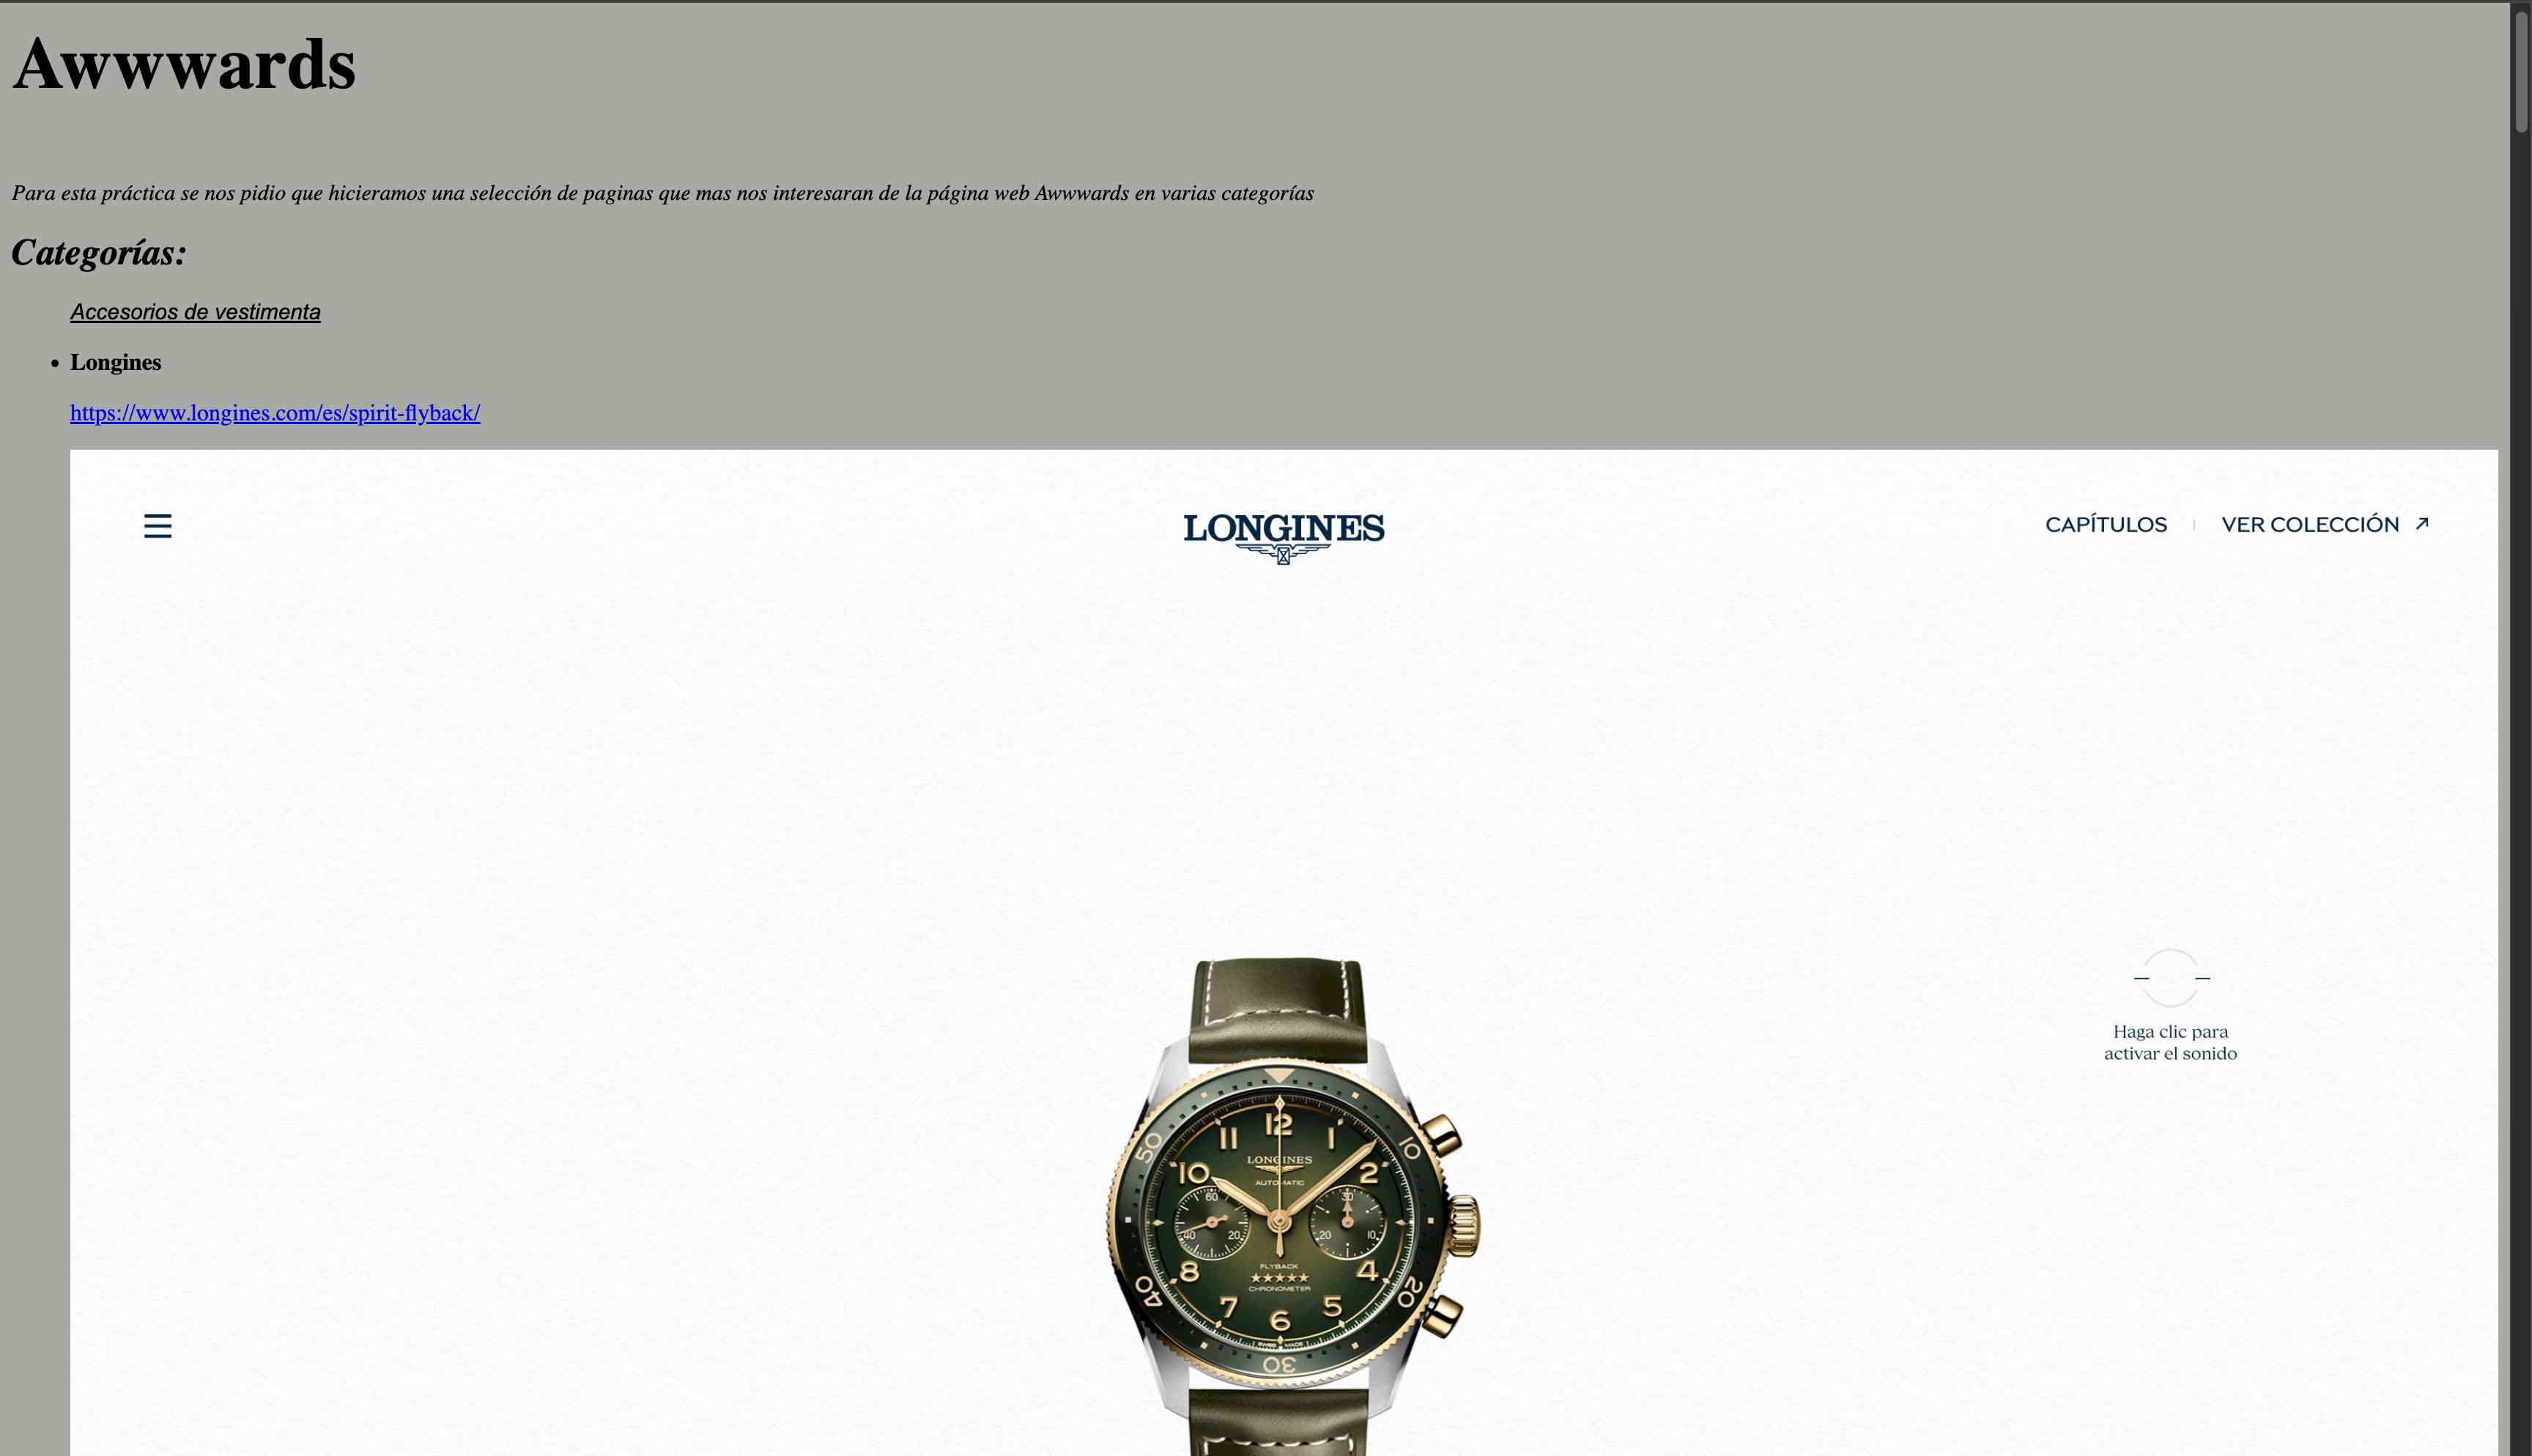 Awwwards
Para esta práctica se nos pidio que hicieramos una selección de paginas que mas nos interesaran de la página web Awwwards en varias categorías
Categorías:
Accesorios de vestimenta
• Longines
https://www.longines.com/es/spirit-flyback/
LONGINES
CAPÍTULOS | VER COLECCIÓN
Haga clic para
activar el sonido
12
11 1
50 10
LONGINES
10 2
AUTOMATIC
60 30
40 20 20 10
FLYBACK
8 4
CHRONOMETER
40 20
7 5
6
30